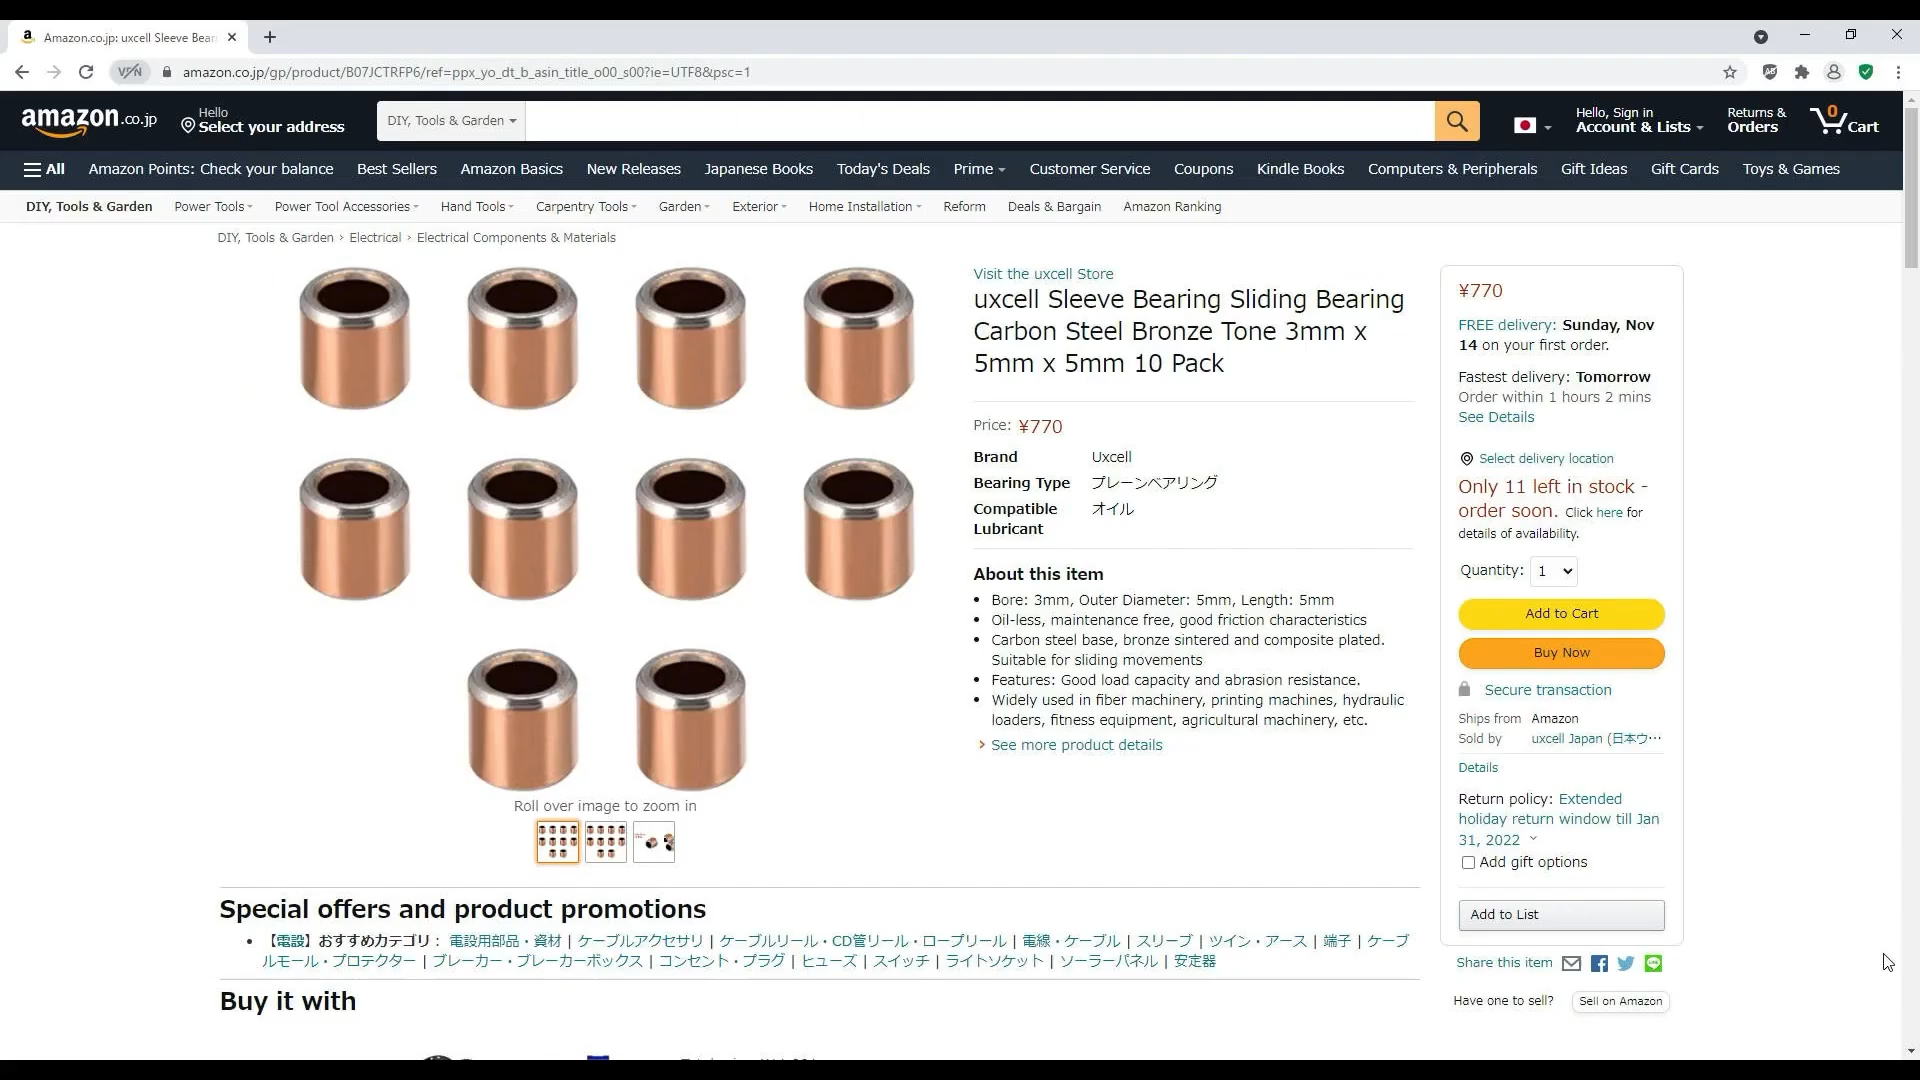 Amazon.co.jp: uxcell Sleeve Bear
amazon.co.jp/gp/product/B07JCTRFP6/ref=ppx_yo_dt_b_asin_title_o00_s00?ie=UTF8&psc=1
amazon.co.jp
Hello
Select your address
DIY, Tools & Garden
Hello, Sign in
Account & Lists
Returns &
Orders
0
Cart
All Amazon Points: Check your balance Best Sellers Amazon Basics New Releases Japanese Books Today's Deals Prime Customer Service Coupons Kindle Books Computers & Peripherals Gift Ideas Gift Cards Toys & Games
DIY, Tools & Garden Power Tools Power Tool Accessories Hand Tools Carpentry Tools Garden Exterior Home Installation Reform Deals & Bargain Amazon Ranking
DIY, Tools & Garden › Electrical › Electrical Components & Materials
Roll over image to zoom in
Visit the uxcell Store
uxcell Sleeve Bearing Sliding Bearing
Carbon Steel Bronze Tone 3mm x
5mm x 5mm 10 Pack
Price: ¥770
Brand Uxcell
Bearing Type プレーンベアリング
Compatible オイル
Lubricant
About this item
• Bore: 3mm, Outer Diameter: 5mm, Length: 5mm
• Oil-less, maintenance free, good friction characteristics
• Carbon steel base, bronze sintered and composite plated.
Suitable for sliding movements
• Features: Good load capacity and abrasion resistance.
• Widely used in fiber machinery, printing machines, hydraulic
loaders, fitness equipment, agricultural machinery, etc.
› See more product details
¥770
FREE delivery: Sunday, Nov
14 on your first order.
Fastest delivery: Tomorrow
Order within 1 hours 2 mins
See Details
Select delivery location
Only 11 left in stock -
order soon. Click here for
details of availability.
Quantity: 1
Add to Cart
Buy Now
Secure transaction
Ships from Amazon
Sold by uxcell Japan (日本ウ…
Details
Return policy: Extended
holiday return window till Jan
31, 2022
Add gift options
Add to List
Share this item
Have one to sell? Sell on Amazon
Special offers and product promotions
• 【電設】おすすめカテゴリ： 電設用部品・資材 | ケーブルアクセサリ | ケーブルリール・CD管リール・ロープリール | 電線・ケーブル | スリーブ | ツイン・アース | 端子 | ケーブ
ルモール・プロテクター | ブレーカー・ブレーカーボックス | コンセント・プラグ | ヒューズ | スイッチ | ライトソケット | ソーラーパネル | 安定器
Buy it with